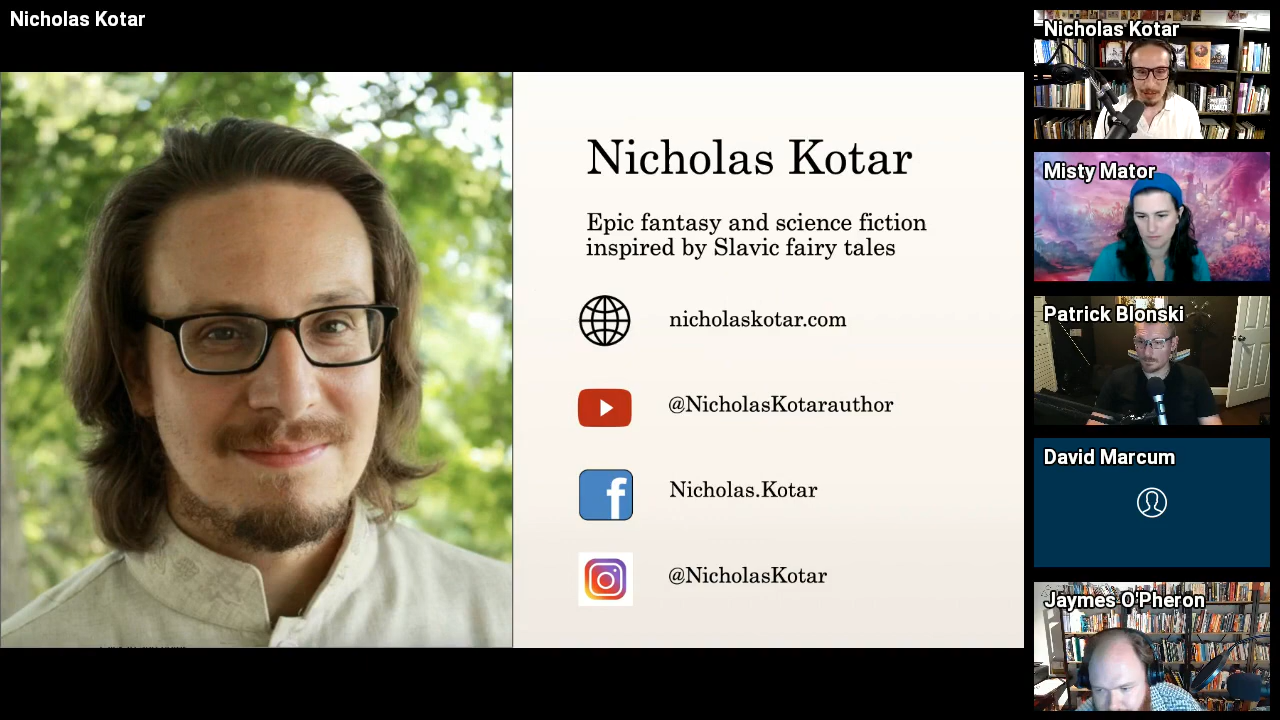 Nicholas Kotar
Nicholas Kotar
Epic fantasy and science fiction
inspired by Slavic fairy tales
nicholaskotar.com
@NicholasKotarauthor
Nicholas.Kotar
@NicholasKotar
Nicholas Kotar
Misty Mator
Patrick Blonski
David Marcum
Jaymes O'Pheron